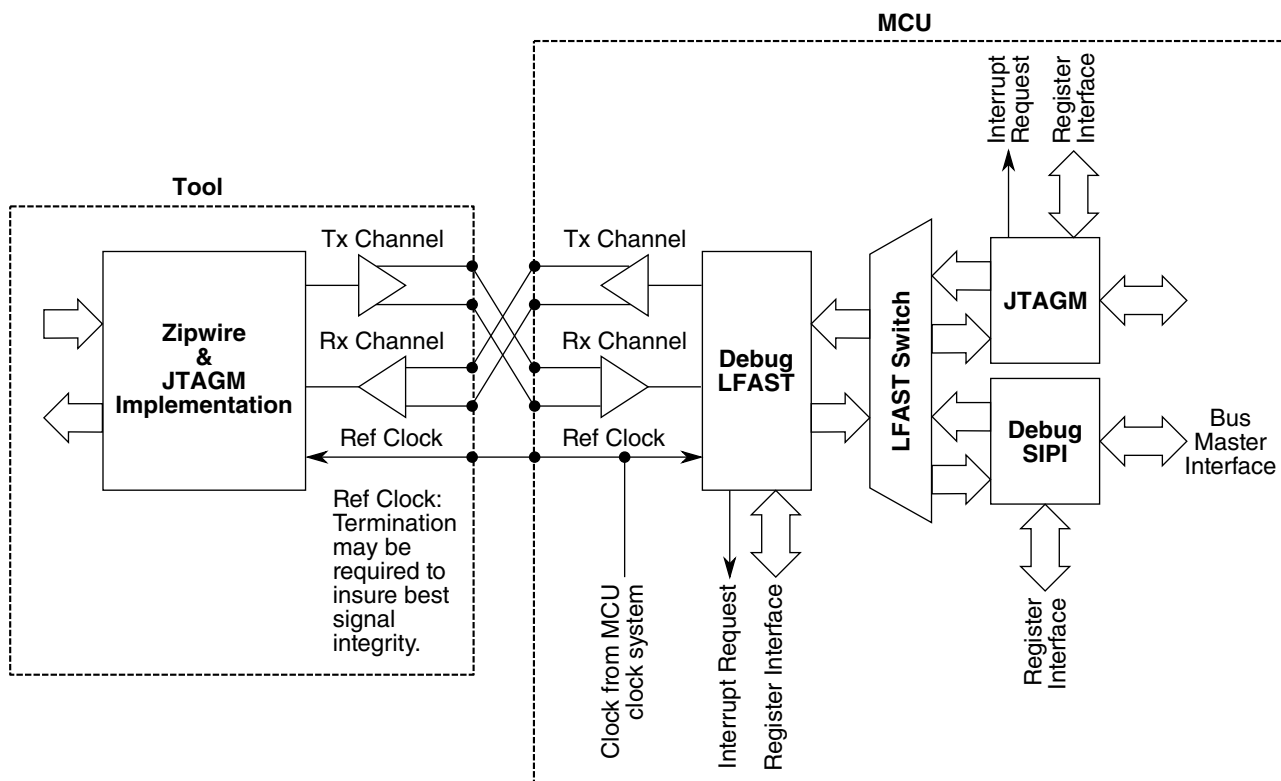 MCU
Interrupt
Request
Register
Interface
Tool
Tx Channel
Tx Channel
Zipwire
&
JTAGM
Implementation
Rx Channel
Rx Channel
Debug
LFAST
LFAST Switch
JTAGM
Debug
SIPI
Bus
Master
Interface
Ref Clock
Ref Clock
Ref Clock:
Termination
may be
required to
insure best
signal
integrity.
Clock from MCU
clock system
Interrupt Request
Register Interface
Register
Interface